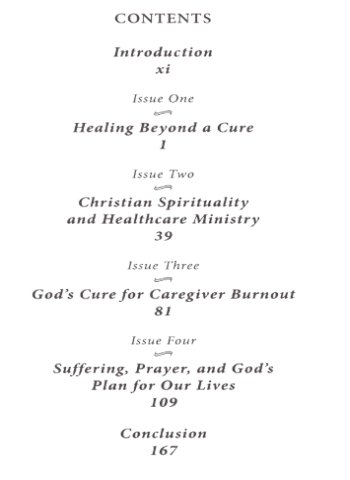 CONTENTS
Introduction
xi
Issue One
Healing Beyond a Cure
1
Issue Two
Christian Spirituality
and Healthcare Ministry
39
Issue Three
God's Cure for Caregiver Burnout
81
Issue Four
Suffering, Prayer, and God's
Plan for Our Lives
109
Conclusion
167